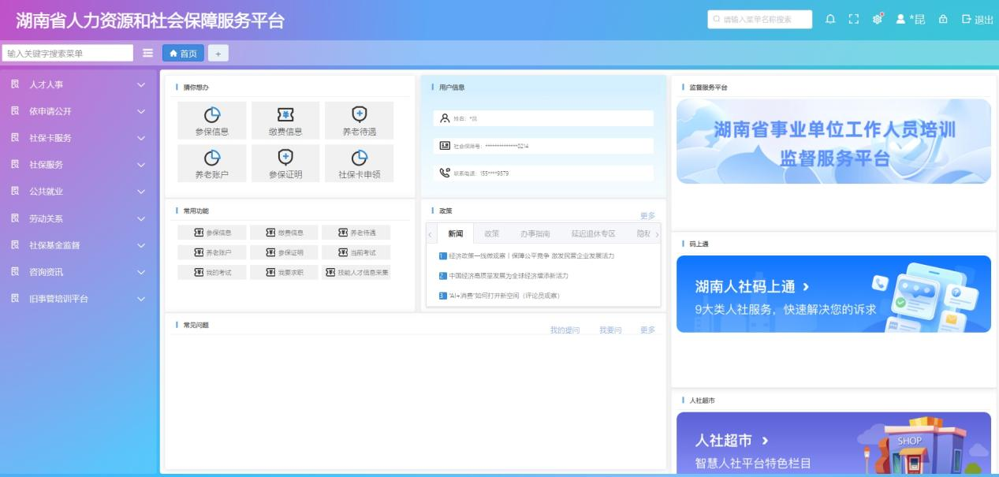 湖南省人力资源和社会保障服务平台
请输入菜单名称搜索
*昆
退出
输入关键字搜索菜单
首页
+
人才人事
依申请公开
社保卡服务
社保服务
公共就业
劳动关系
社保基金监督
咨询资讯
旧事管培训平台
猜你想办
参保信息
缴费信息
养老待遇
养老账户
参保证明
社保卡申领
用户信息
姓名: *昆
社会保障号: **************0214
联系电话: 155****9579
监督服务平台
湖南省事业单位工作人员培训
监督服务平台
常用功能
参保信息
缴费信息
养老待遇
养老账户
参保证明
当前考试
我的考试
我要求职
技能人才信息采集
政策
更多
新闻
政策
办事指南
延迟退休专区
隐私
1 经济政策一线微观察丨保障公平竞争 激发民营企业发展活力
2 中国经济高质量发展为全球经济增添新活力
3 “AI+消费”如何打开新空间（评论员观察）
码上通
湖南人社码上通 ›
9大类人社服务，快速解决您的诉求
常见问题
我的提问
我要问
更多
人社超市
人社超市 ›
智慧人社平台特色栏目
SHOP